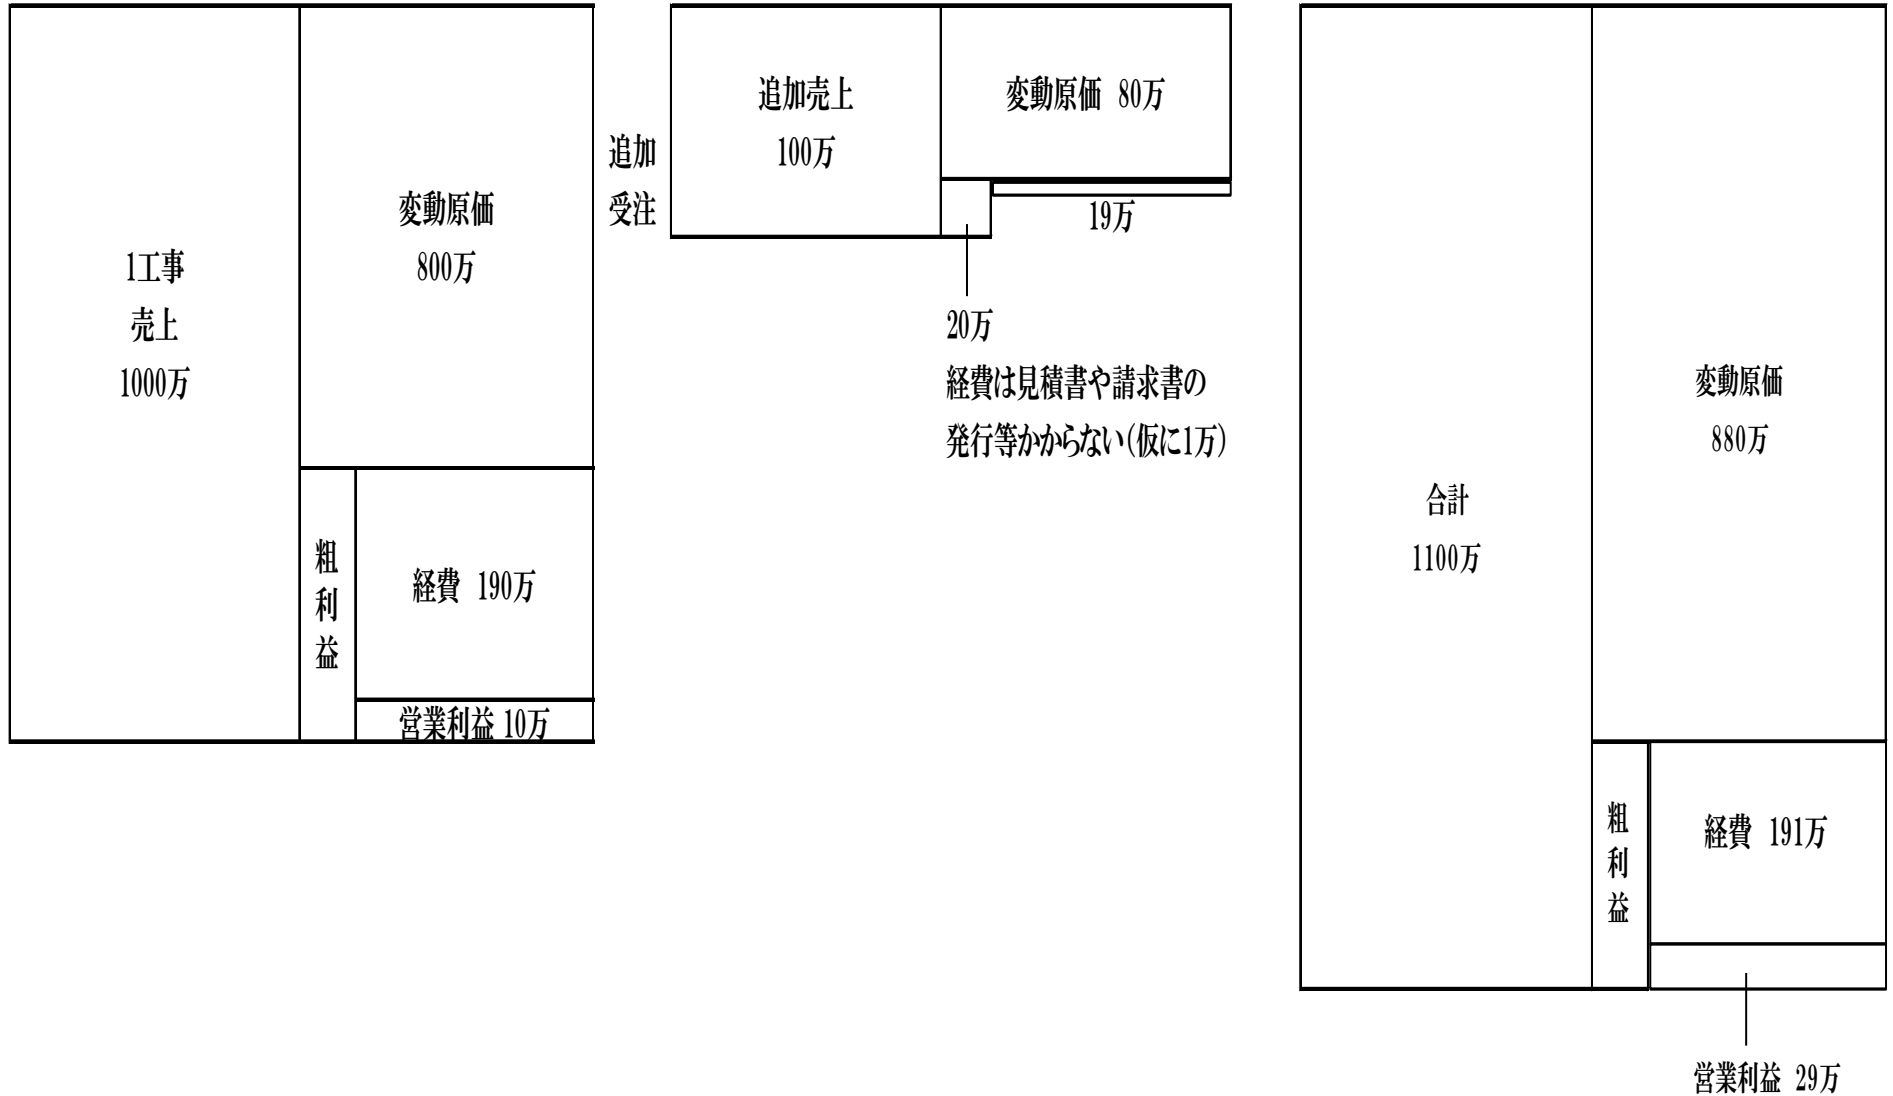 1工事
売上
1000万
変動原価
800万
粗
利
益
経費 190万
営業利益 10万
追加
受注
追加売上
100万
変動原価 80万
19万
20万
経費は見積書や請求書の
発行等かからない(仮に1万)
合計
1100万
変動原価
880万
粗
利
益
経費 191万
営業利益 29万